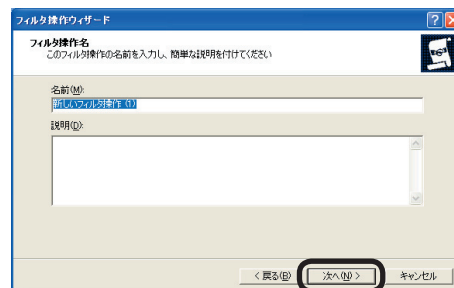 フィルタ操作ウィザード
フィルタ操作名
このフィルタ操作の名前を入力し、簡単な説明を付けてください
名前(M):
新しいフィルタ操作 (1)
説明(D):
< 戻る(B)
次へ(N) >
キャンセル